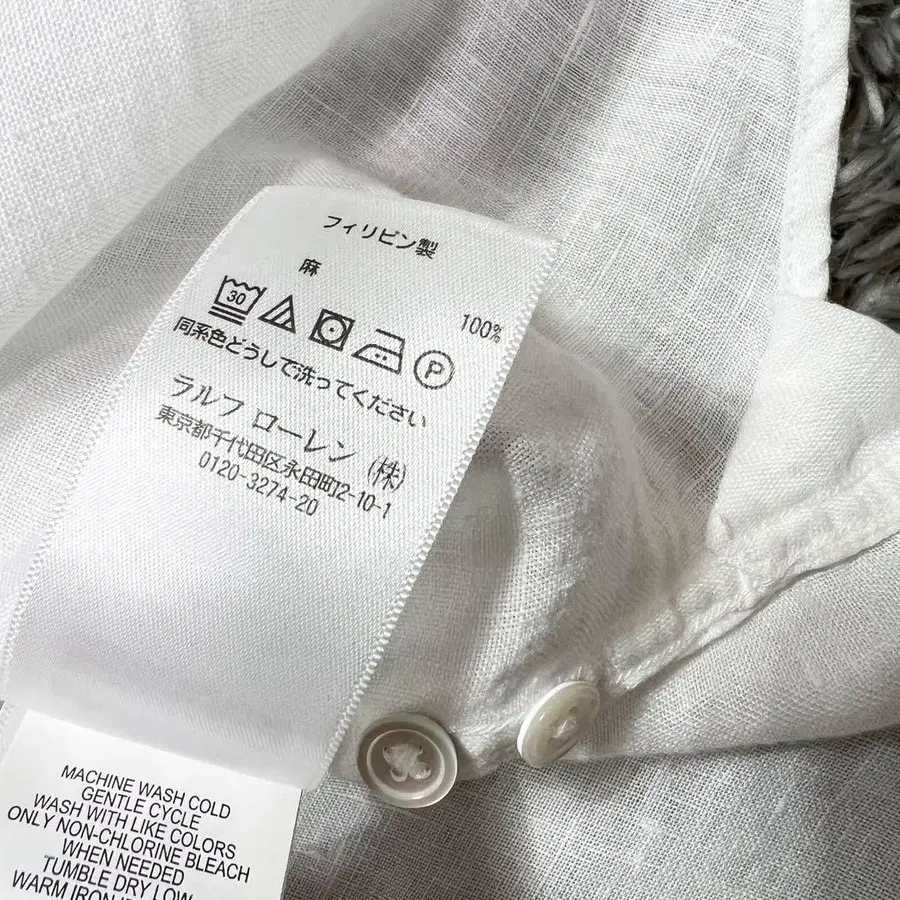 フィリピン製
麻 100%
30 P
同系色どうしで洗ってください
ラルフ ローレン (株)
東京都千代田区永田町2-10-1
0120-3274-20
MACHINE WASH COLD
GENTLE CYCLE
WASH WITH LIKE COLORS
ONLY NON-CHLORINE BLEACH
WHEN NEEDED
TUMBLE DRY LOW
WARM IRON